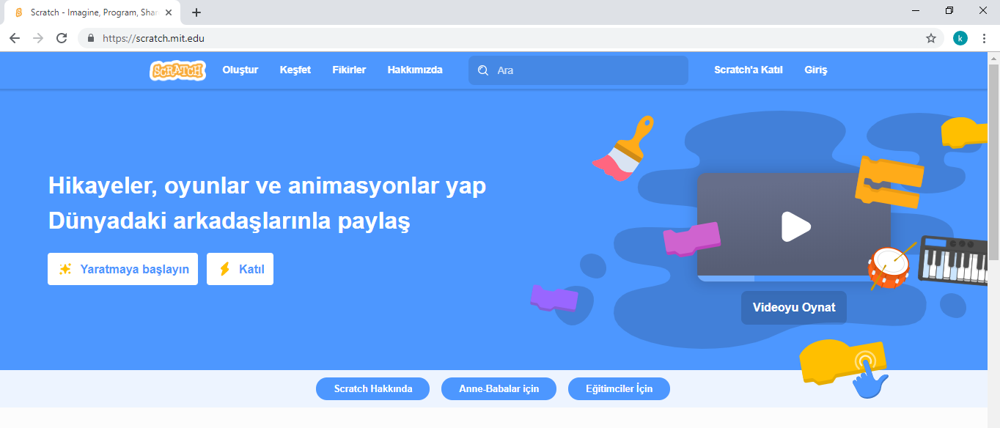 Scratch - Imagine, Program, Shar
https://scratch.mit.edu
k
SCRATCH
Oluştur Keşfet Fikirler Hakkımızda Ara Scratch'a Katıl Giriş
Hikayeler, oyunlar ve animasyonlar yap
Dünyadaki arkadaşlarınla paylaş
Yaratmaya başlayın Katıl
Videoyu Oynat
Scratch Hakkında Anne-Babalar için Eğitimciler İçin